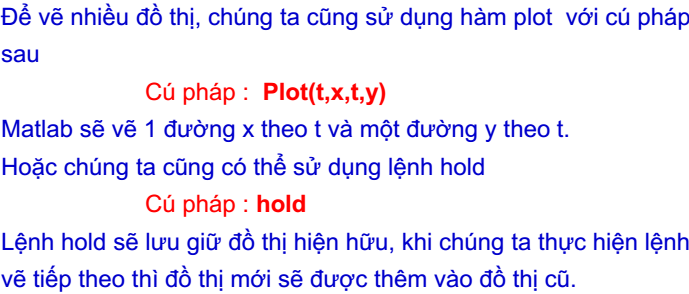 Để vẽ nhiều đồ thị, chúng ta cũng sử dụng hàm plot với cú pháp
sau
Cú pháp : Plot(t,x,t,y)
Matlab sẽ vẽ 1 đường x theo t và một đường y theo t.
Hoặc chúng ta cũng có thể sử dụng lệnh hold
Cú pháp : hold
Lệnh hold sẽ lưu giữ đồ thị hiện hữu, khi chúng ta thực hiện lệnh
vẽ tiếp theo thì đồ thị mới sẽ được thêm vào đồ thị cũ.